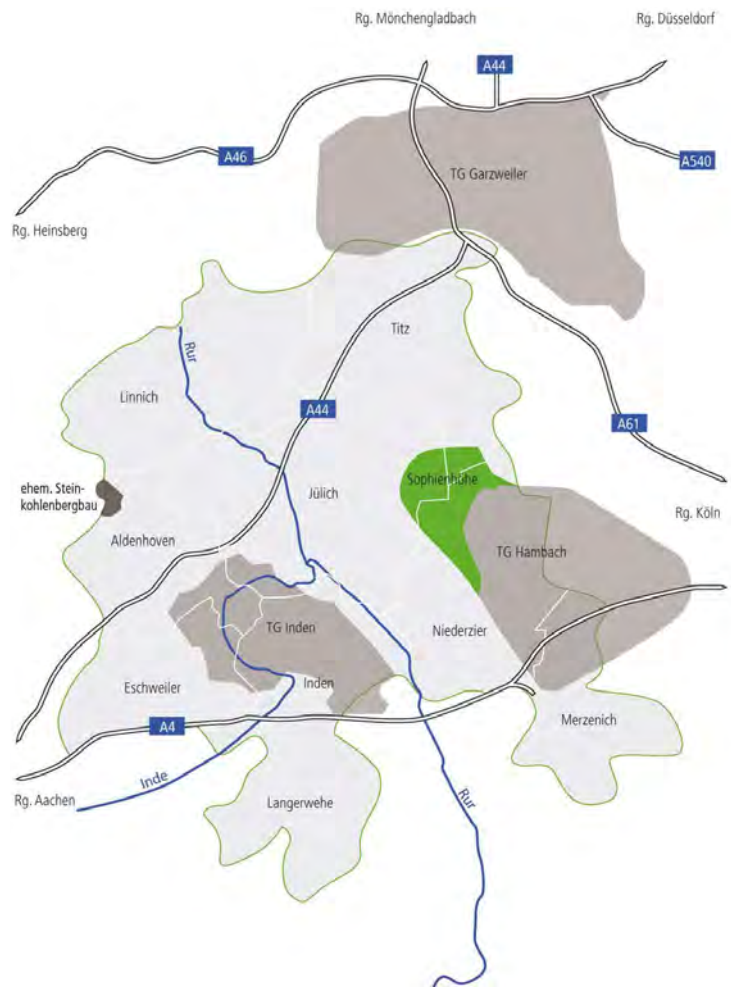 Rg. Mönchengladbach
Rg. Düsseldorf
A44
A46
A540
TG Garzweiler
Rg. Heinsberg
Titz
Rur
Linnich
A44
A61
Sophienhöhe
ehem. Stein-
kohlenbergbau
Jülich
Rg. Köln
Aldenhoven
TG Hambach
TG Inden
Niederzier
Inden
Eschweiler
Merzenich
A4
Inde
Rg. Aachen
Langerwehe
Rur